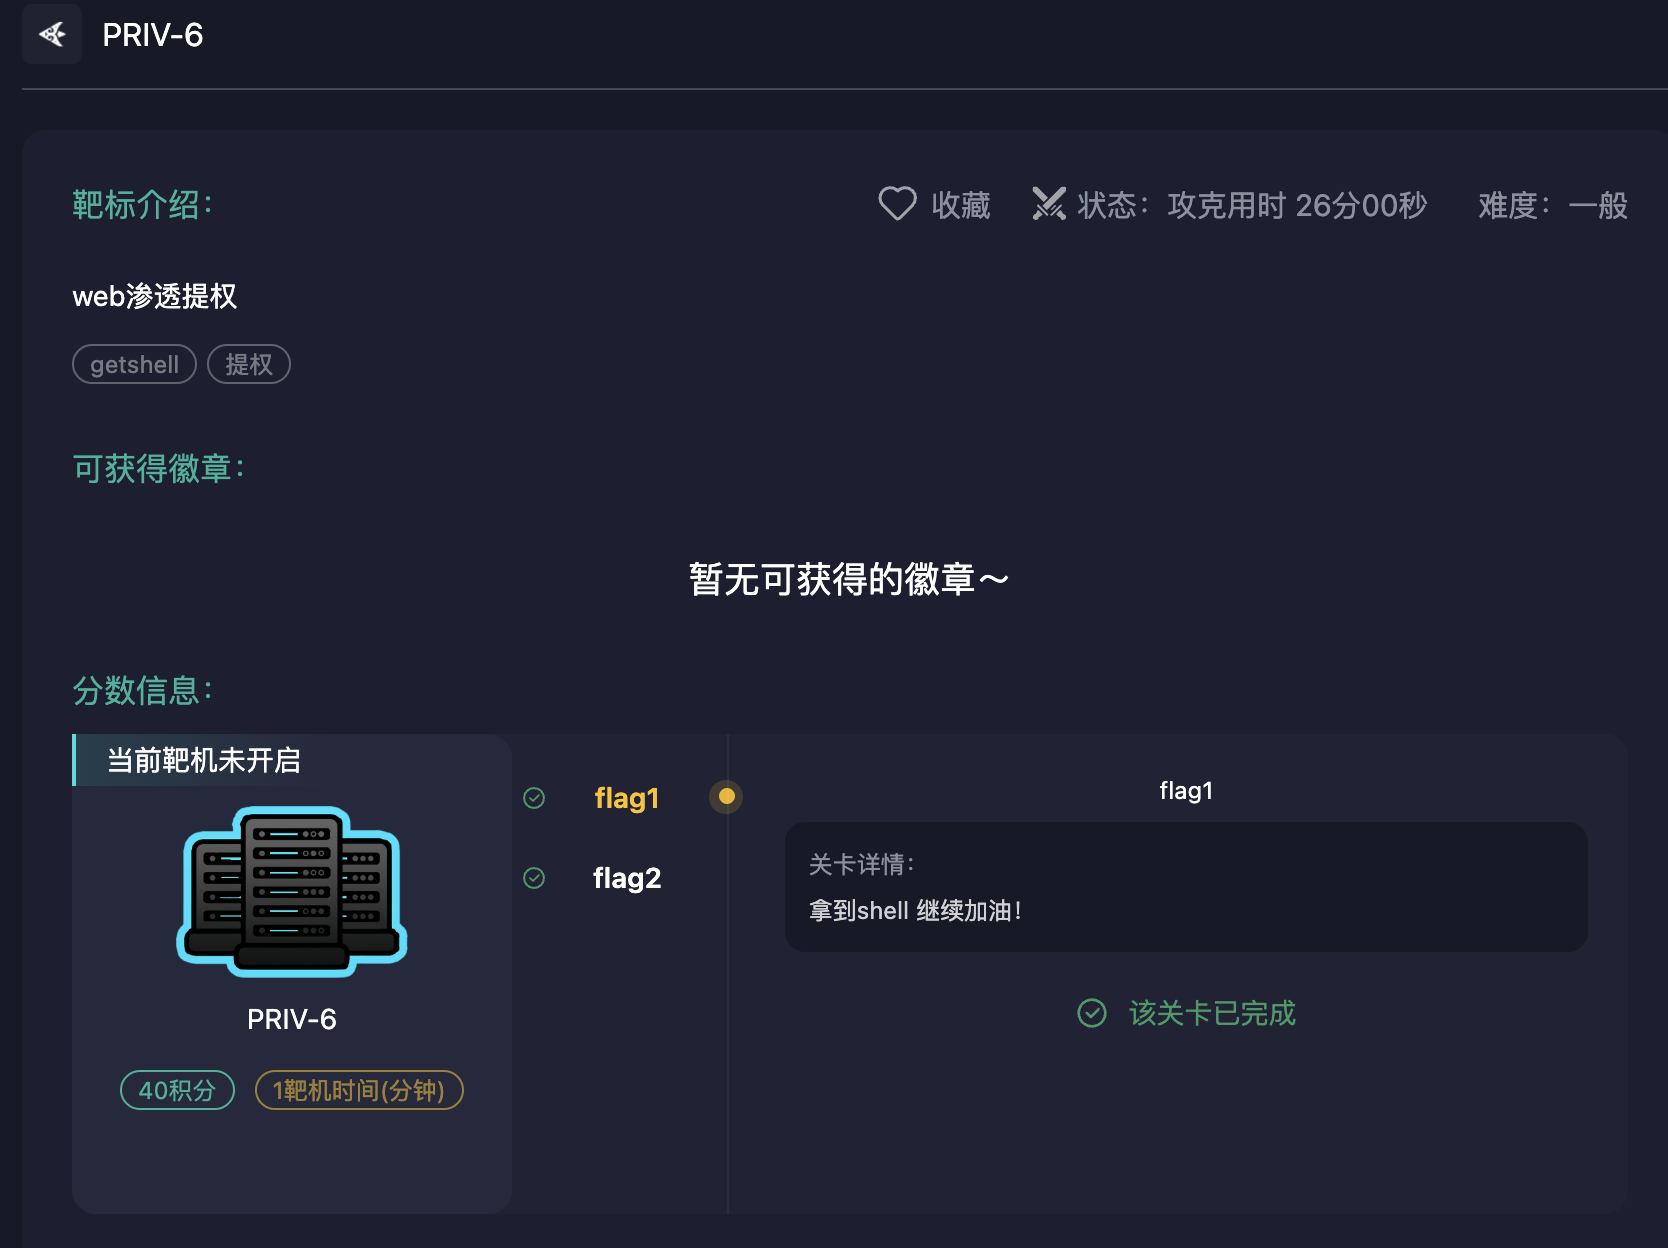 PRIV-6
靶标介绍：
收藏
状态：攻克用时 26分00秒
难度：一般
web渗透提权
getshell
提权
可获得徽章：
暂无可获得的徽章～
分数信息：
当前靶机未开启
PRIV-6
40积分
1靶机时间(分钟)
flag1
flag2
flag1
关卡详情：
拿到shell 继续加油！
该关卡已完成